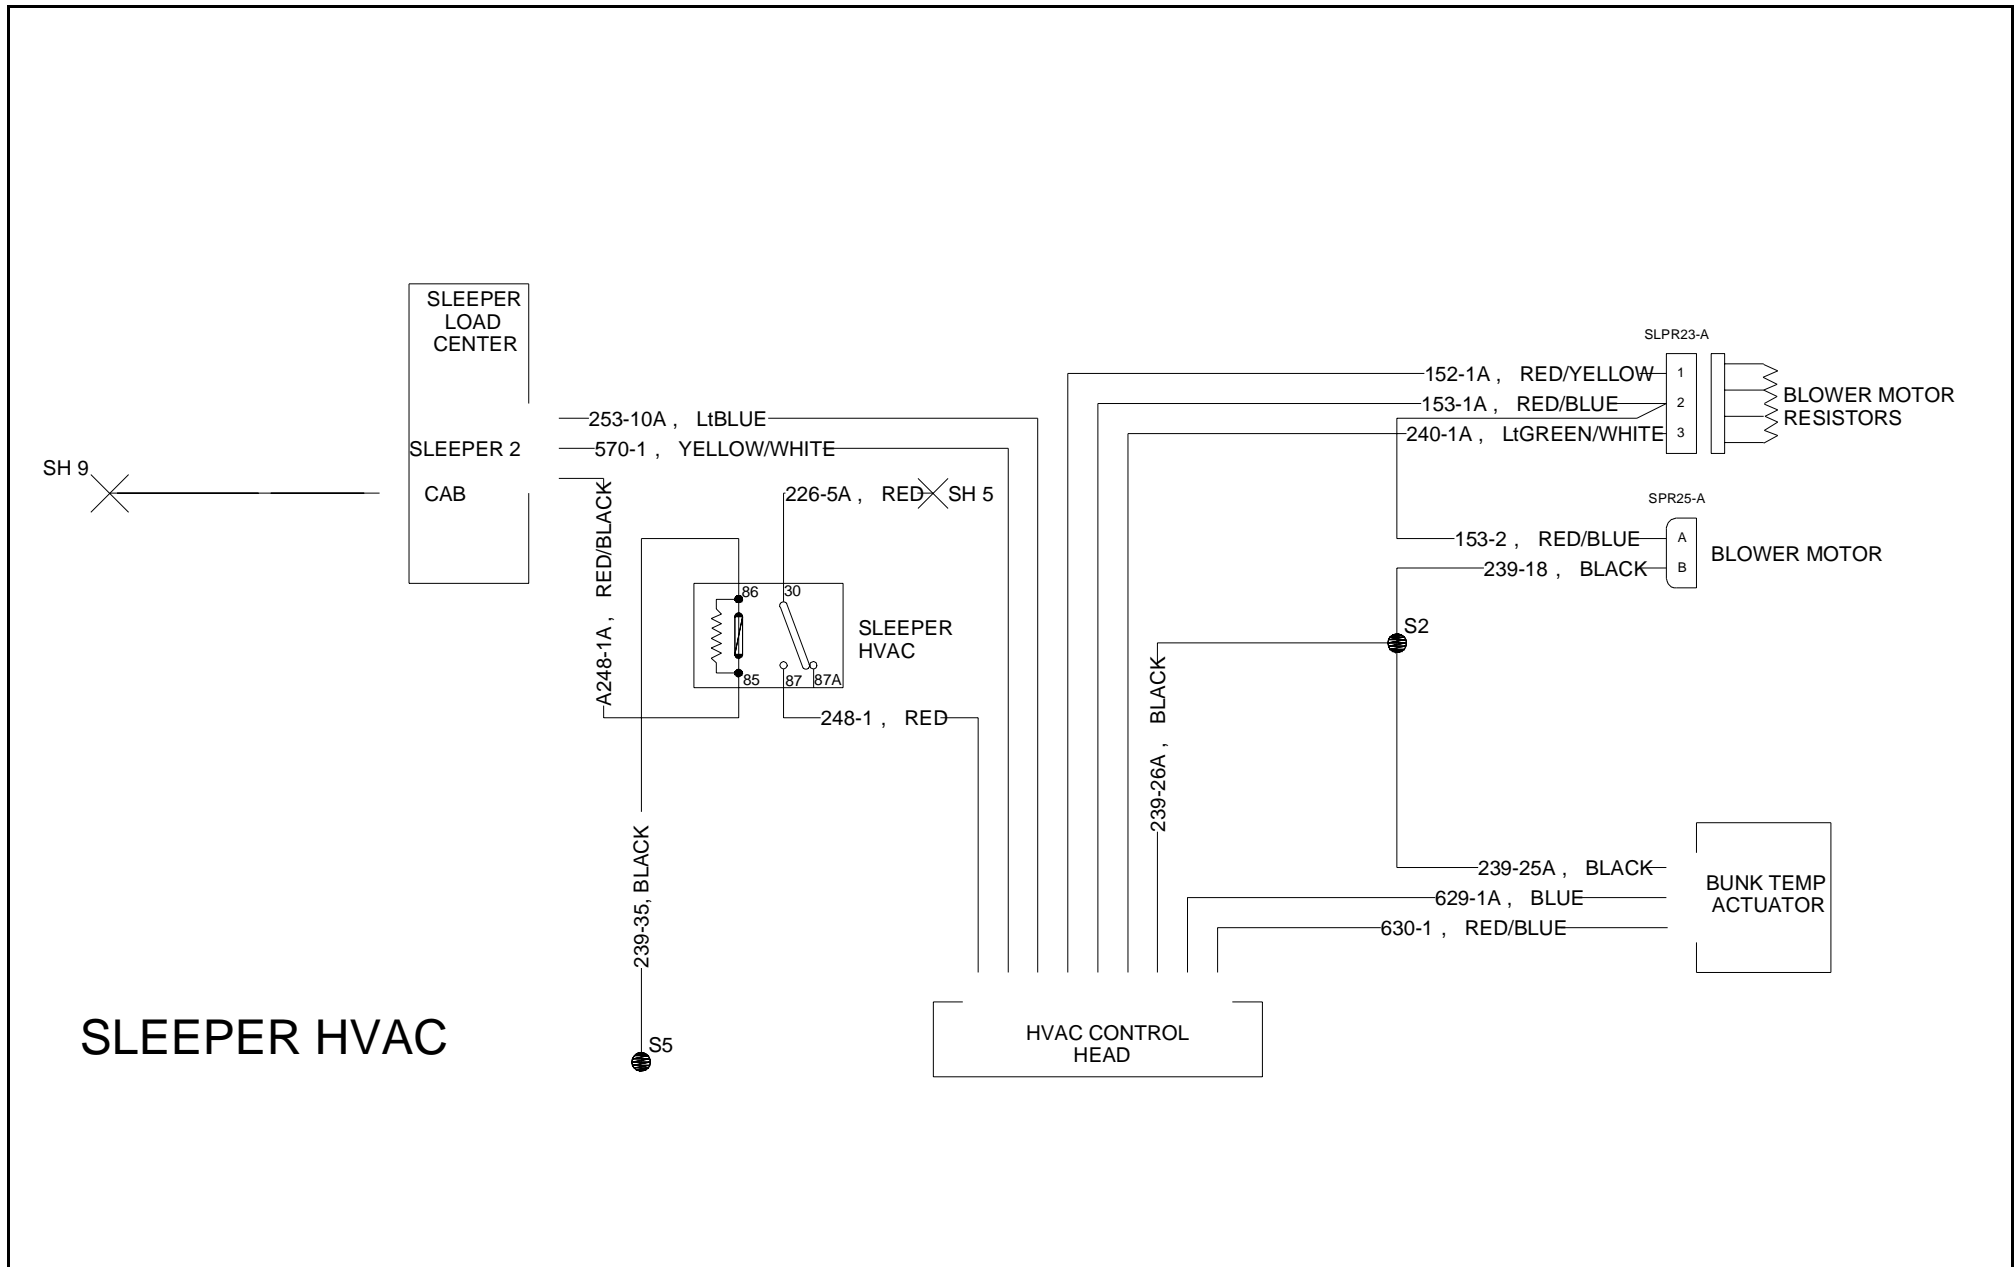 SLEEPER
LOAD
CENTER
SLPR23-A
152-1A , RED/YELLOW
1
153-1A , RED/BLUE
2
240-1A , LtGREEN/WHITE
3
BLOWER MOTOR
RESISTORS
253-10A , LtBLUE
SLEEPER 2
570-1 , YELLOW/WHITE
SH 9
CAB
226-5A , RED
SH 5
A248-1A , RED/BLACK
SPR25-A
153-2 , RED/BLUE
A
239-18 , BLACK
B
BLOWER MOTOR
86
30
85
87
87A
SLEEPER
HVAC
248-1 , RED
S2
239-26A , BLACK
239-35, BLACK
239-25A , BLACK
629-1A , BLUE
630-1 , RED/BLUE
BUNK TEMP
ACTUATOR
SLEEPER HVAC
S5
HVAC CONTROL
HEAD